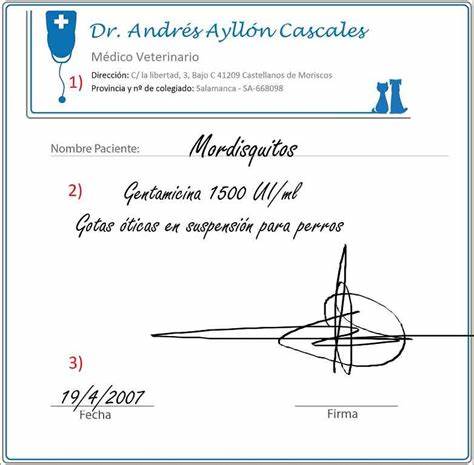 Dr. Andrés Ayllón Cascales
Médico Veterinario
1) Dirección: C/ la libertad, 3, Bajo C 41209 Castellanos de Moriscos
Provincia y nº de colegiado: Salamanca - SA-668098
Nombre Paciente: Mordisquitos
2) Gentamicina 1500 UI/ml
Gotas óticas en suspensión para perros
3)
19/4/2007
Fecha
Firma